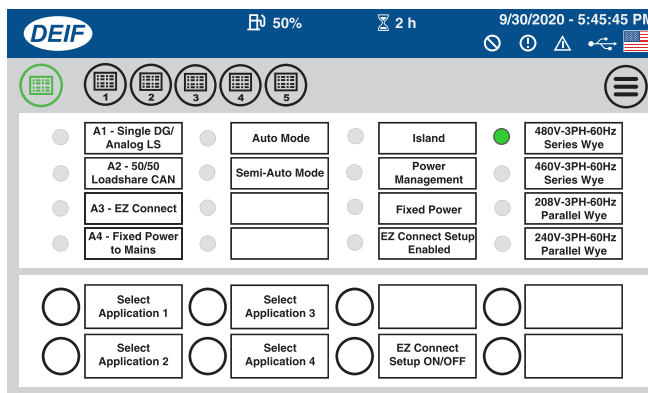 DEIF
50%
2 h
9/30/2020 - 5:45:45 PM
1
2
3
4
5
A1 - Single DG/
Analog LS
Auto Mode
Island
480V-3PH-60Hz
Series Wye
A2 - 50/50
Loadshare CAN
Semi-Auto Mode
Power
Management
460V-3PH-60Hz
Series Wye
A3 - EZ Connect
Fixed Power
208V-3PH-60Hz
Parallel Wye
A4 - Fixed Power
to Mains
EZ Connect Setup
Enabled
240V-3PH-60Hz
Parallel Wye
Select
Application 1
Select
Application 3
Select
Application 2
Select
Application 4
EZ Connect
Setup ON/OFF